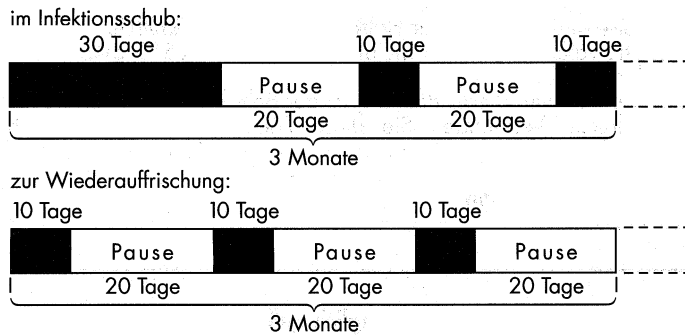 im Infektionsschub:
30 Tage 10 Tage 10 Tage
Pause Pause
20 Tage 20 Tage
3 Monate
zur Wiederauffrischung:
10 Tage 10 Tage 10 Tage
Pause Pause Pause
20 Tage 20 Tage 20 Tage
3 Monate